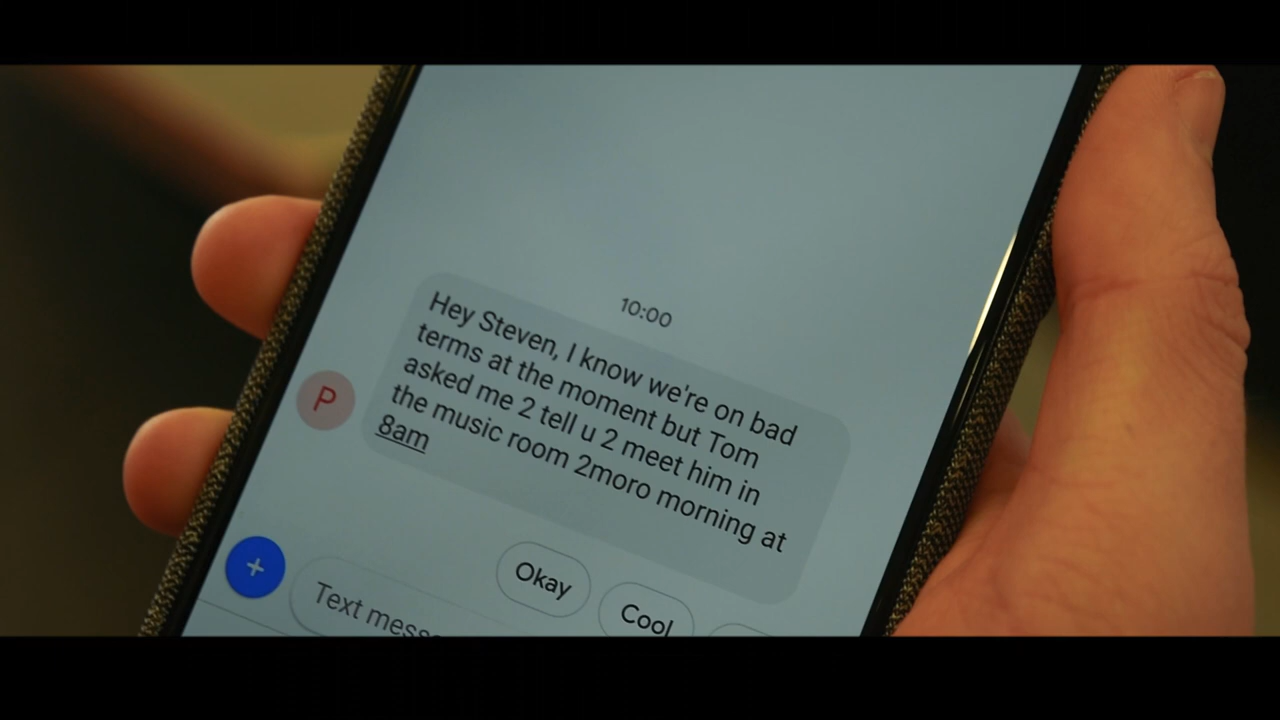 10:00
Hey Steven, I know we're on bad
terms at the moment but Tom
asked me 2 tell u 2 meet him in
the music room 2moro morning at
8am
P
Okay
Cool
+
Text mess